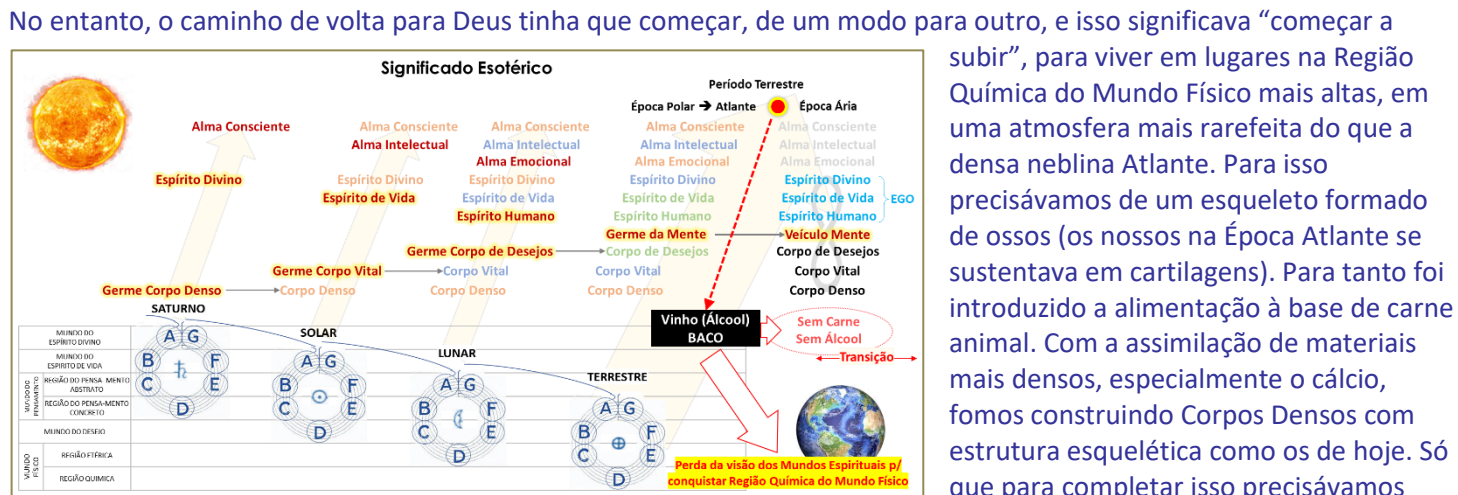 No entanto, o caminho de volta para Deus tinha que começar, de um modo para outro, e isso significava “começar a
subir”, para viver em lugares na Região
Química do Mundo Físico mais altas, em
uma atmosfera mais rarefeita do que a
densa neblina Atlante. Para isso
precisávamos de um esqueleto formado
de ossos (os nossos na Época Atlante se
sustentava em cartilagens). Para tanto foi
introduzido a alimentação à base de carne
animal. Com a assimilação de materiais
mais densos, especialmente o cálcio,
fomos construindo Corpos Densos com
estrutura esquelética como os de hoje. Só
que para completar isso precisávamos
Significado Esotérico
Período Terrestre
Época Polar → Atlante Época Ária
Alma Consciente Alma Consciente Alma Consciente Alma Consciente Alma Consciente
Alma Intelectual Alma Intelectual Alma Intelectual Alma Intelectual
Alma Emocional Alma Emocional Alma Emocional
Espírito Divino Espírito Divino Espírito Divino Espírito Divino Espírito Divino
Espírito de Vida Espírito de Vida Espírito de Vida Espírito de Vida EGO
Espírito Humano Espírito Humano Espírito Humano
Germe da Mente Veículo Mente
Germe Corpo de Desejos Corpo de Desejos Corpo de Desejos
Germe Corpo Vital Corpo Vital Corpo Vital Corpo Vital
Germe Corpo Denso Corpo Denso Corpo Denso Corpo Denso Corpo Denso
SATURNO
SOLAR
LUNAR
TERRESTRE
Vinho (Álcool)
BACO
Sem Carne
Sem Álcool
Transição
MUNDO DO
ESPÍRITO DIVINO
MUNDO DO
ESPIRITO DE VIDA
MUNDO DO
PENSAMENTO
REGIÃO DO PENSA- MENTO
ABSTRATO
REGIÃO DO PENSA-MENTO
CONCRETO
MUNDO DO DESEJO
MUNDO
FÍSICO
REGIÃO ETÉRICA
REGIÃO QUIMICA
A G
B F
♄
C E
D
A G
B F
☉
C E
D
A G
B F
☾
C E
D
A G
B F
⊕
C E
D
Perda da visão dos Mundos Espirituais p/
conquistar Região Química do Mundo Físico